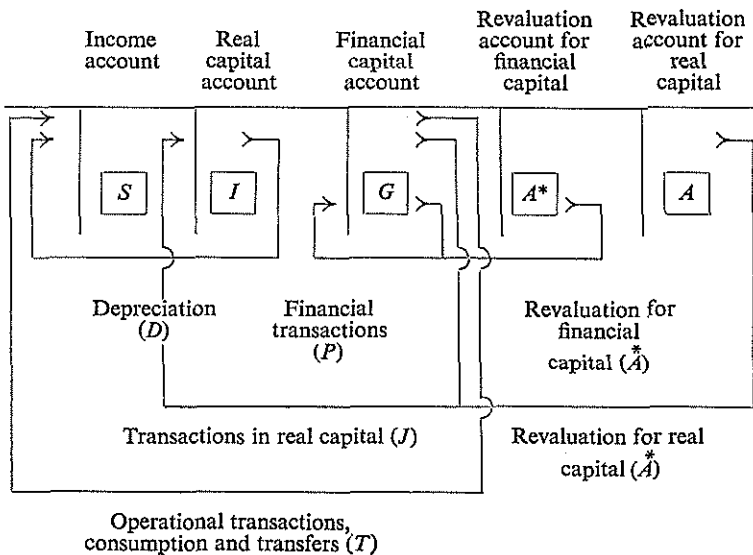 Income
account
Real
capital
account
Financial
capital
account
Revaluation
account for
financial
capital
Revaluation
account for
real
capital
S
I
G
A*
A
Depreciation
(D)
Financial
transactions
(P)
Revaluation for
financial
capital (Å*)
Transactions in real capital (J)
Revaluation for real
capital (Å*)
Operational transactions,
consumption and transfers (T)